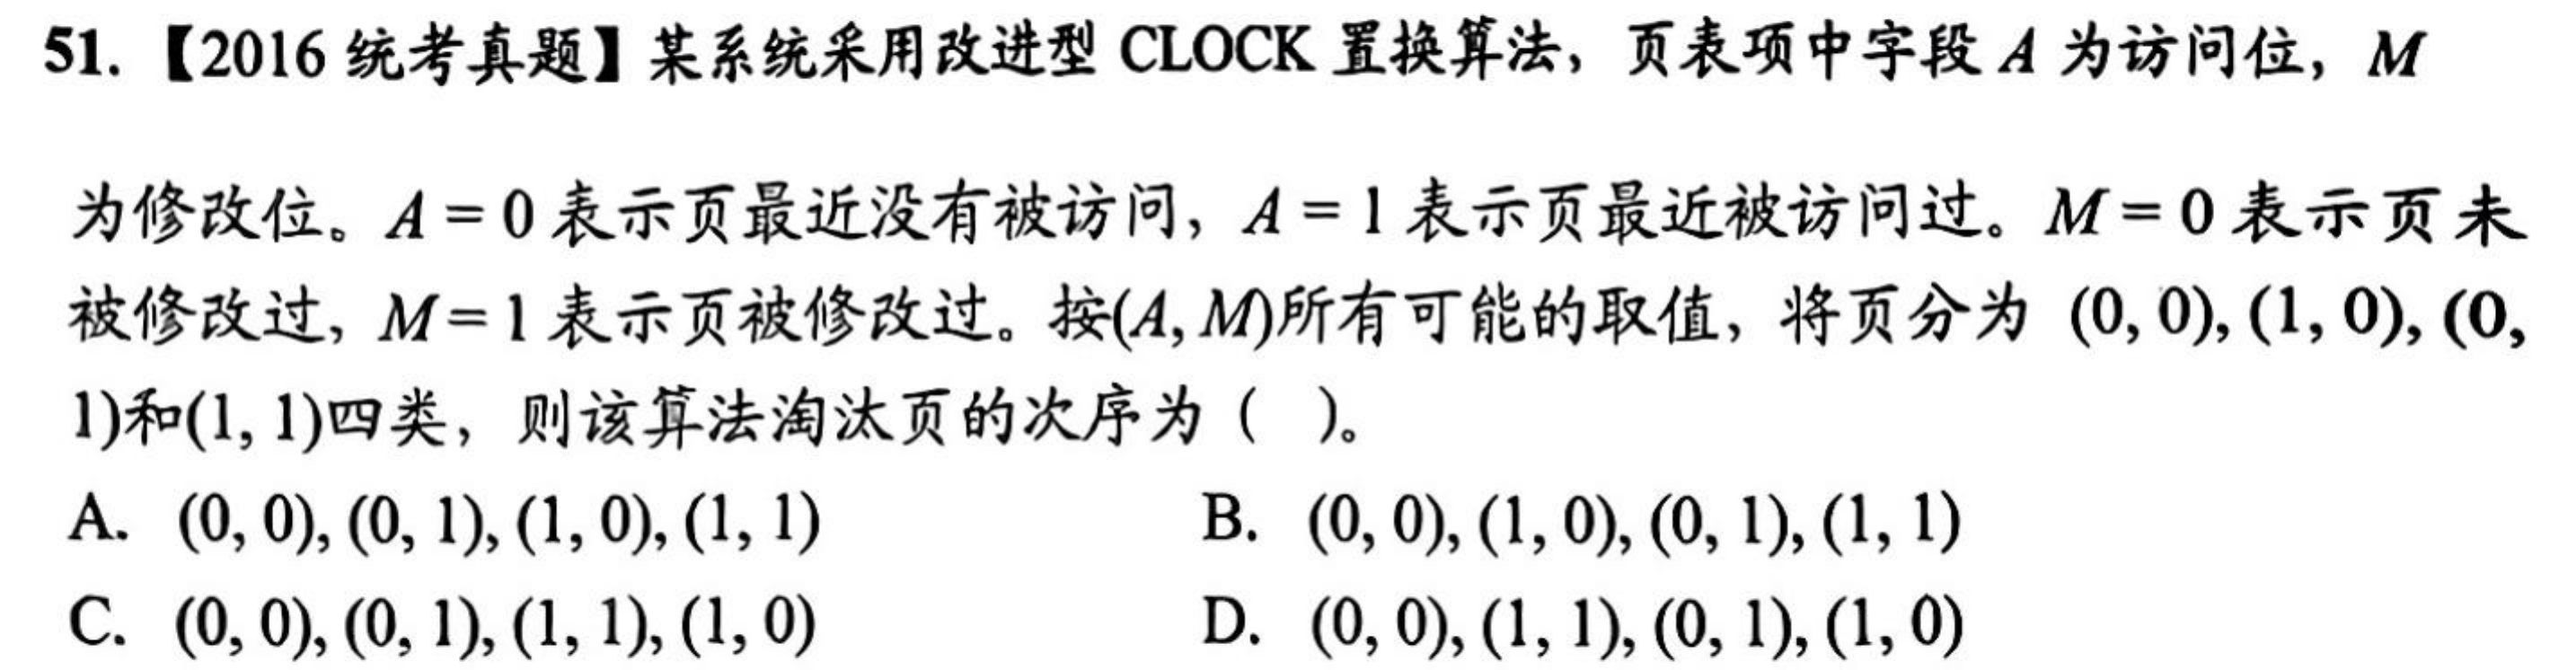 51.【2016 统考真题】某系统采用改进型 CLOCK 置换算法，页表项中字段 A 为访问位，M
为修改位。A = 0 表示页最近没有被访问，A = 1 表示页最近被访问过。M = 0 表示页未
被修改过，M = 1 表示页被修改过。按(A, M)所有可能的取值，将页分为 (0, 0), (1, 0), (0,
1)和(1, 1)四类，则该算法淘汰页的次序为（ ）。
A. (0, 0), (0, 1), (1, 0), (1, 1) B. (0, 0), (1, 0), (0, 1), (1, 1)
C. (0, 0), (0, 1), (1, 1), (1, 0) D. (0, 0), (1, 1), (0, 1), (1, 0)